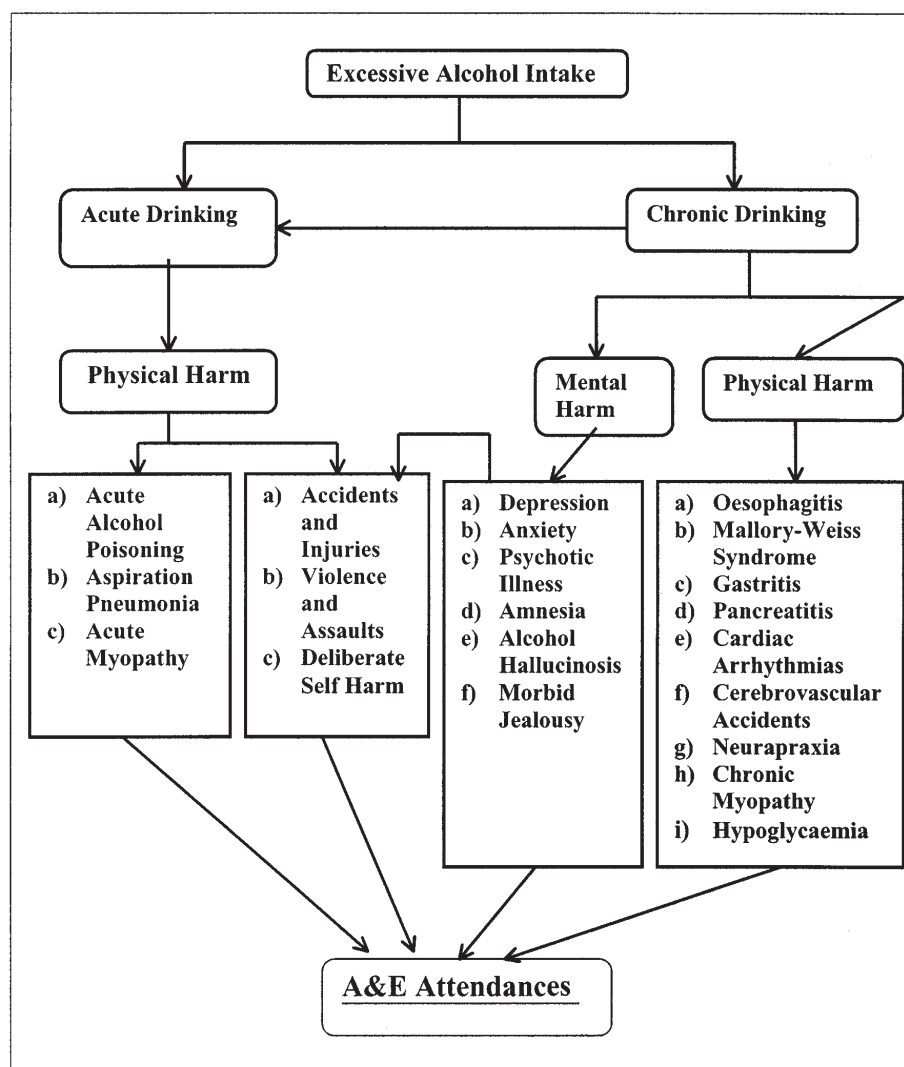 Excessive Alcohol Intake
Acute Drinking
Chronic Drinking
Physical Harm
Mental
Harm
Physical Harm
a) Acute
Alcohol
Poisoning
b) Aspiration
Pneumonia
c) Acute
Myopathy
a) Accidents
and
Injuries
b) Violence
and
Assaults
c) Deliberate
Self Harm
a) Depression
b) Anxiety
c) Psychotic
Illness
d) Amnesia
e) Alcohol
Hallucinosis
f) Morbid
Jealousy
a) Oesophagitis
b) Mallory-Weiss
Syndrome
c) Gastritis
d) Pancreatitis
e) Cardiac
Arrhythmias
f) Cerebrovascular
Accidents
g) Neurapraxia
h) Chronic
Myopathy
i) Hypoglycaemia
A&E Attendances